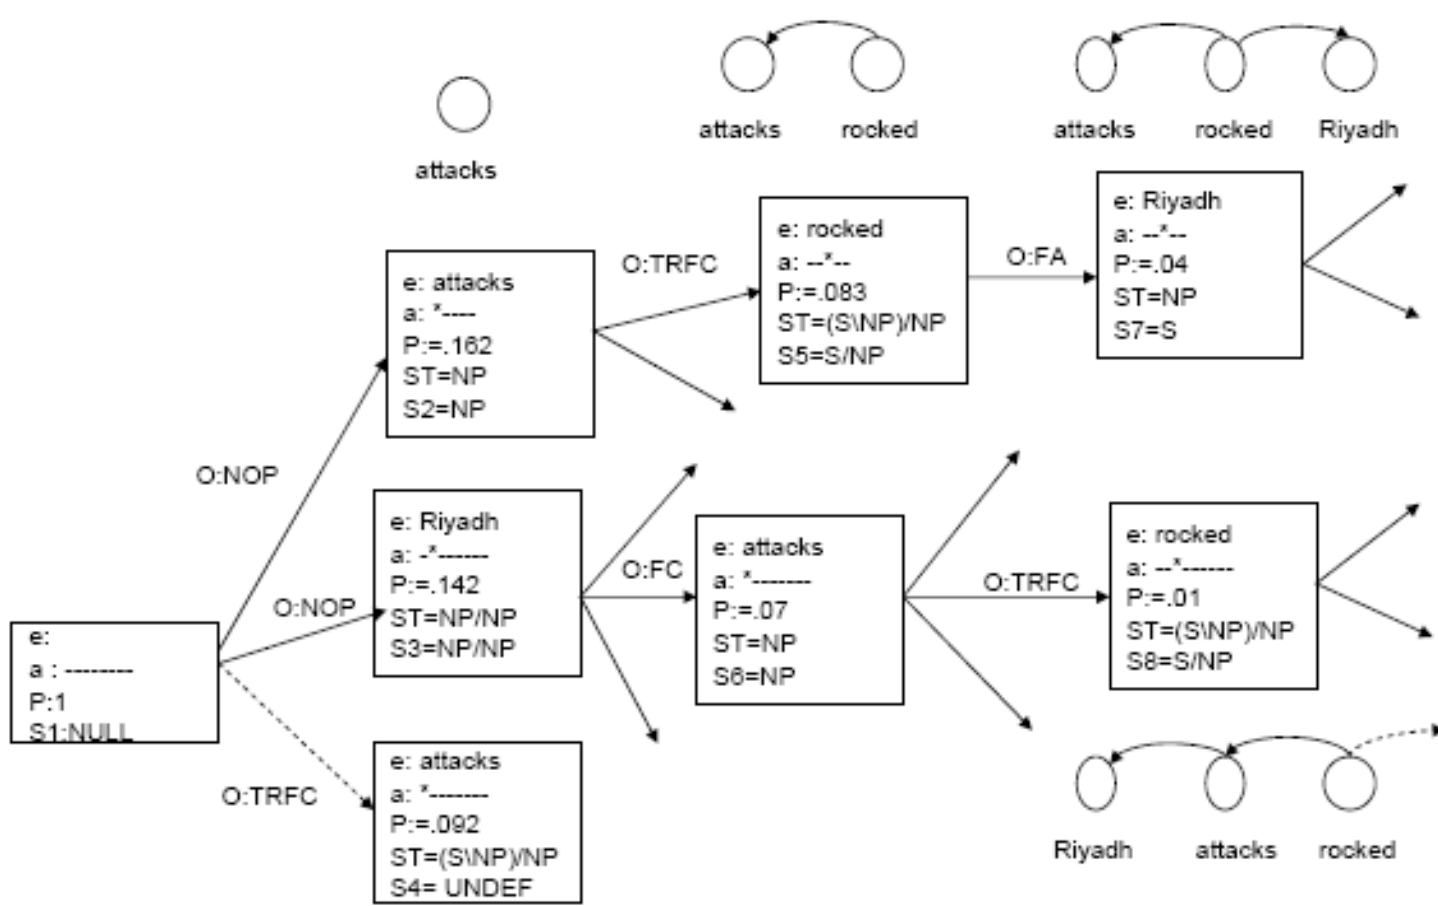 attacks rocked
attacks rocked Riyadh
attacks
e: attacks
a: *----
P:=.162
ST=NP
S2=NP
O:TRFC
e: rocked
a: --*--
P:=.083
ST=(S\NP)/NP
S5=S/NP
O:FA
e: Riyadh
a: --*--
P:=.04
ST=NP
S7=S
O:NOP
e: Riyadh
a: -*------
P:=.142
ST=NP/NP
S3=NP/NP
O:FC
e: attacks
a: *-------
P:=.07
ST=NP
S6=NP
O:TRFC
e: rocked
a: --*------
P:=.01
ST=(S\NP)/NP
S8=S/NP
O:NOP
e:
a : ---------
P:1
S1:NULL
O:TRFC
e: attacks
a: *-------
P:=.092
ST=(S\NP)/NP
S4= UNDEF
Riyadh attacks rocked